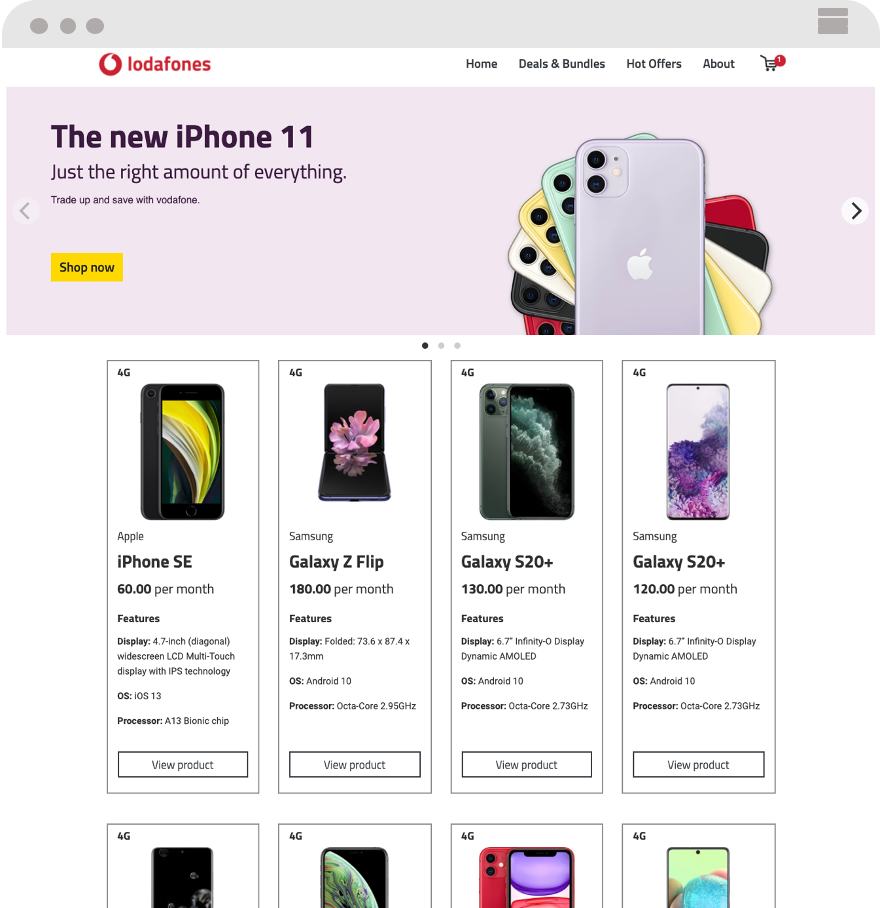 lodafones
Home Deals & Bundles Hot Offers About 1
The new iPhone 11
Just the right amount of everything.
Trade up and save with vodafone.
Shop now
4G
Apple
iPhone SE
60.00 per month
Features
Display: 4.7-inch (diagonal)
widescreen LCD Multi-Touch
display with IPS technology
OS: iOS 13
Processor: A13 Bionic chip
View product
4G
Samsung
Galaxy Z Flip
180.00 per month
Features
Display: Folded: 73.6 x 87.4 x
17.3mm
OS: Android 10
Processor: Octa-Core 2.95GHz
View product
4G
Samsung
Galaxy S20+
130.00 per month
Features
Display: 6.7” Infinity-O Display
Dynamic AMOLED
OS: Android 10
Processor: Octa-Core 2.73GHz
View product
4G
Samsung
Galaxy S20+
120.00 per month
Features
Display: 6.7” Infinity-O Display
Dynamic AMOLED
OS: Android 10
Processor: Octa-Core 2.73GHz
View product
4G
4G
4G
4G